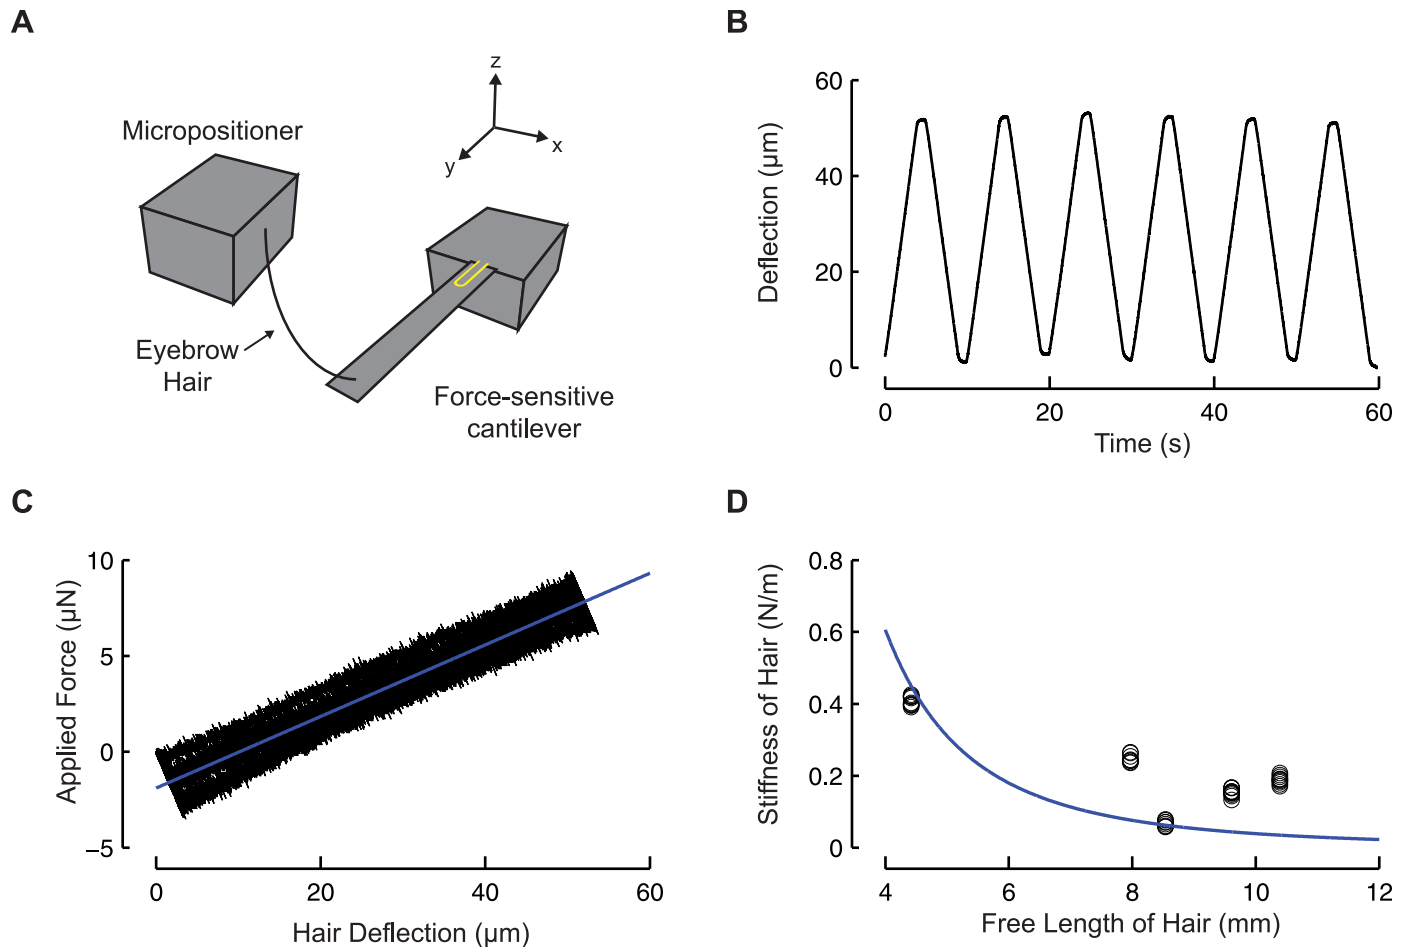 A
z
x
y
Micropositioner
Eyebrow
Hair
Force-sensitive
cantilever
B
60
40
20
0
Deflection (µm)
0 20 40 60
Time (s)
C
10
5
0
−5
Applied Force (µN)
0 20 40 60
Hair Deflection (µm)
D
0.8
0.6
0.4
0.2
0
Stiffness of Hair (N/m)
4 6 8 10 12
Free Length of Hair (mm)